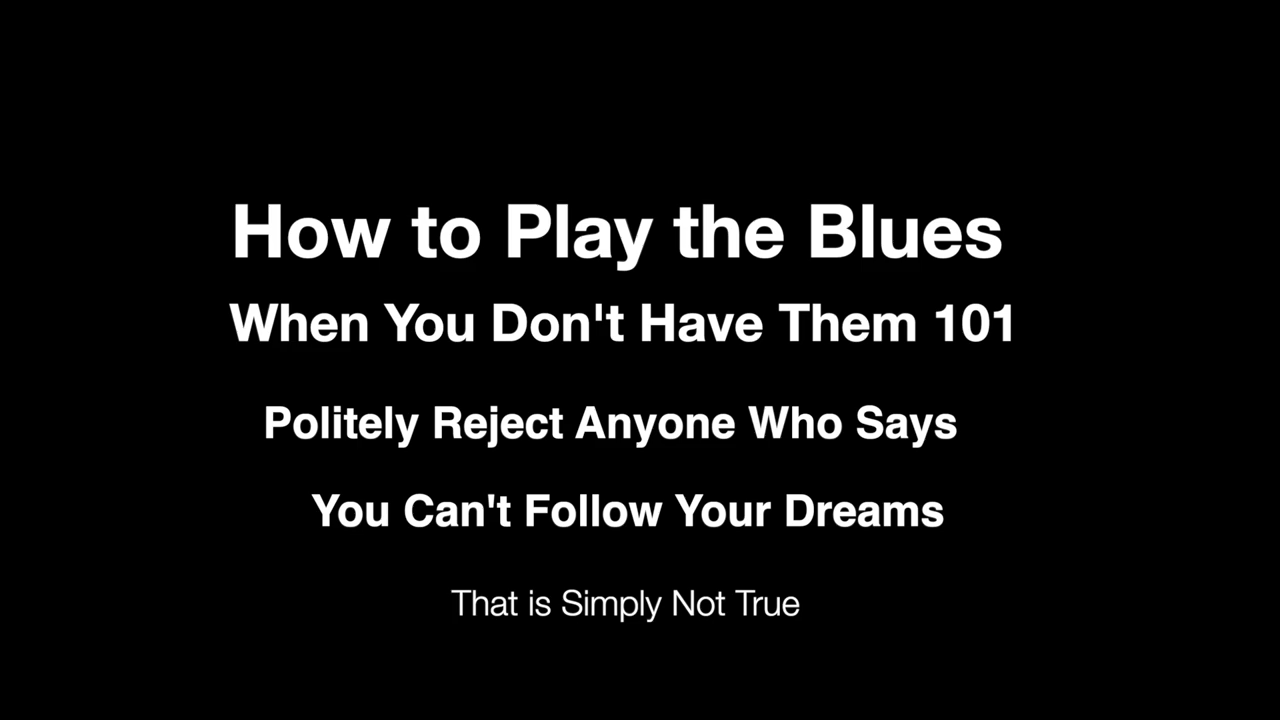 How to Play the Blues
When You Don't Have Them 101
Politely Reject Anyone Who Says
You Can't Follow Your Dreams
That is Simply Not True